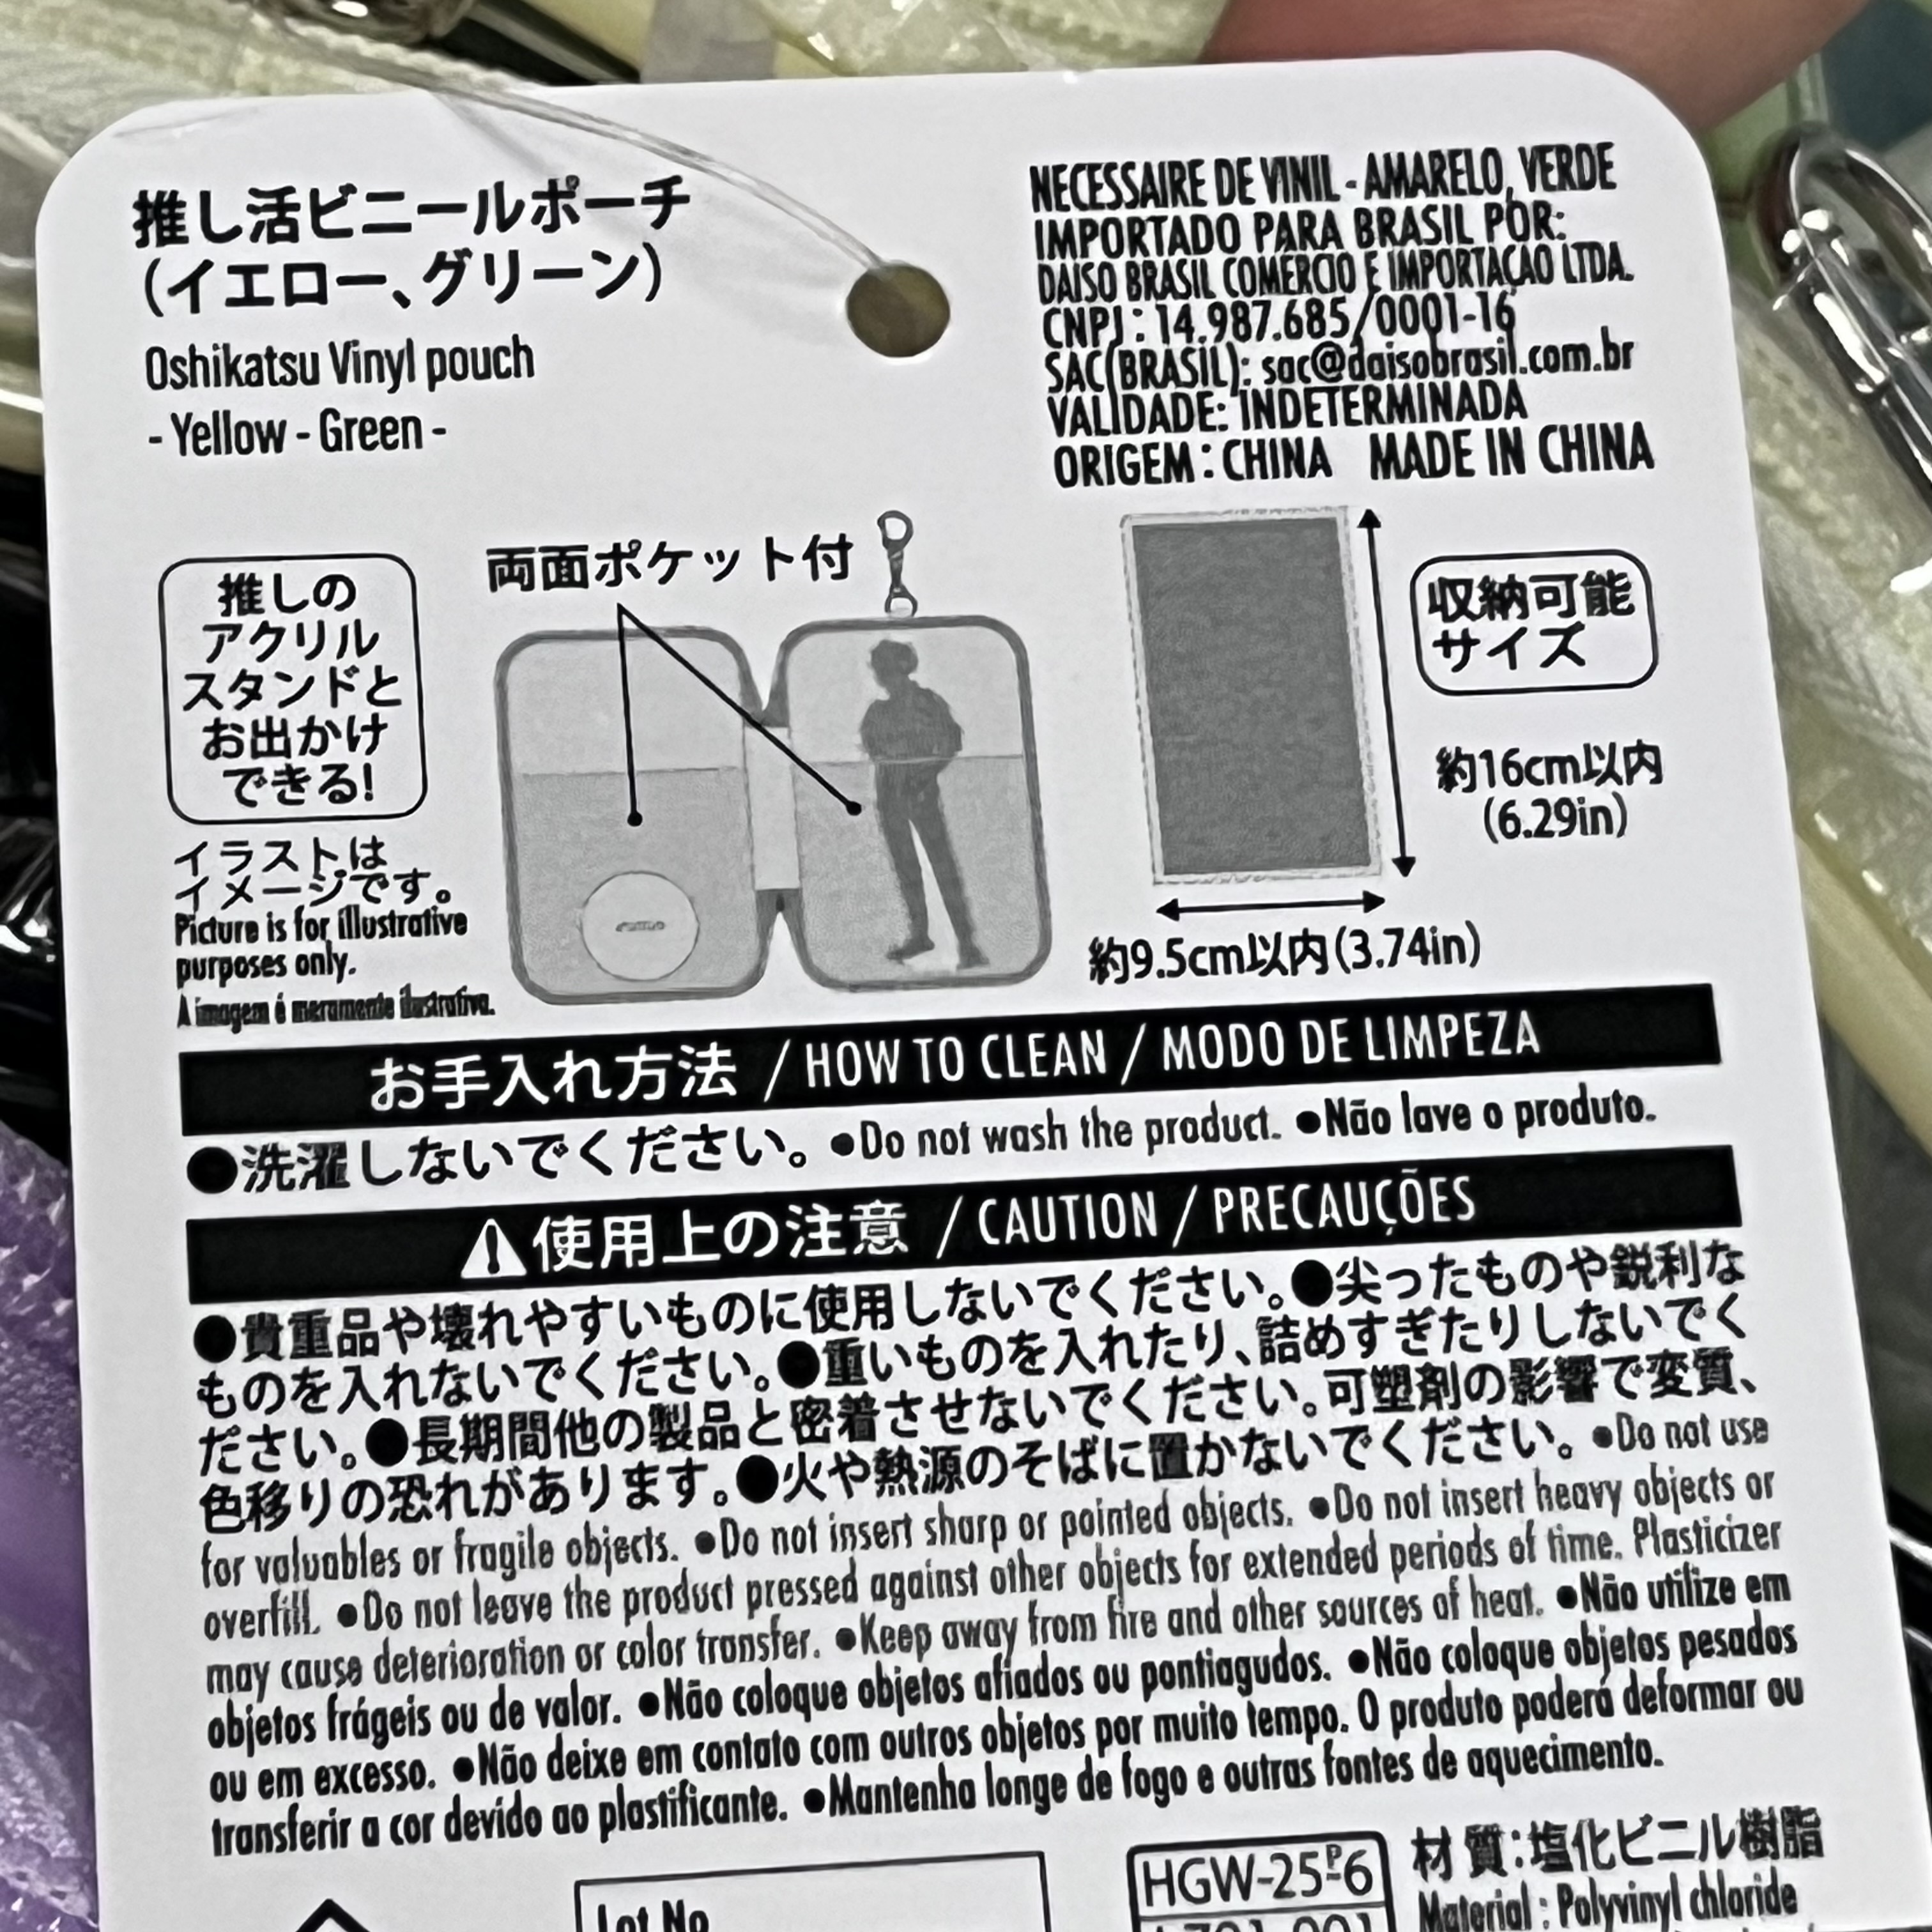 推し活ビニールポーチ
(イエロー、グリーン)
Oshikatsu Vinyl pouch
- Yellow - Green -
NECESSAIRE DE VINIL - AMARELO, VERDE
IMPORTADO PARA BRASIL POR:
DAISO BRASIL COMÉRCIO E IMPORTAÇÃO LTDA.
CNPJ: 14.987.685/0001-16
SAC(BRASIL): sac@daisobrasil.com.br
VALIDADE: INDETERMINADA
ORIGEM: CHINA MADE IN CHINA
推しの
アクリル
スタンドと
お出かけ
できる!
イラストは
イメージです。
Picture is for illustrative
purposes only.
A imagem é meramente ilustrativa.
両面ポケット付
収納可能
サイズ
約16cm以内
(6.29in)
約9.5cm以内(3.74in)
お手入れ方法 / HOW TO CLEAN / MODO DE LIMPEZA
●洗濯しないでください。●Do not wash the product. ●Não lave o produto.
⚠使用上の注意 / CAUTION / PRECAUÇÕES
●貴重品や壊れやすいものに使用しないでください。●尖ったものや鋭利な
ものを入れないでください。●重いものを入れたり、詰めすぎたりしないでく
ださい。●長期間他の製品と密着させないでください。可塑剤の影響で変質、
色移りの恐れがあります。●火や熱源のそばに置かないでください。●Do not use
for valuables or fragile objects. ●Do not insert sharp or pointed objects. ●Do not insert heavy objects or
overfill. ●Do not leave the product pressed against other objects for extended periods of time. Plasticizer
may cause deterioration or color transfer. ●Keep away from fire and other sources of heat. ●Não utilize em
objetos frágeis ou de valor. ●Não coloque objetos afiados ou pontiagudos. ●Não coloque objetos pesados
ou em excesso. ●Não deixe em contato com outros objetos por muito tempo. O produto poderá deformar ou
transferir a cor devido ao plastificante. ●Mantenha longe de fogo e outras fontes de aquecimento.
Lot No
HGW-25P-6
材質:塩化ビニル樹脂
Material : Polyvinyl chloride